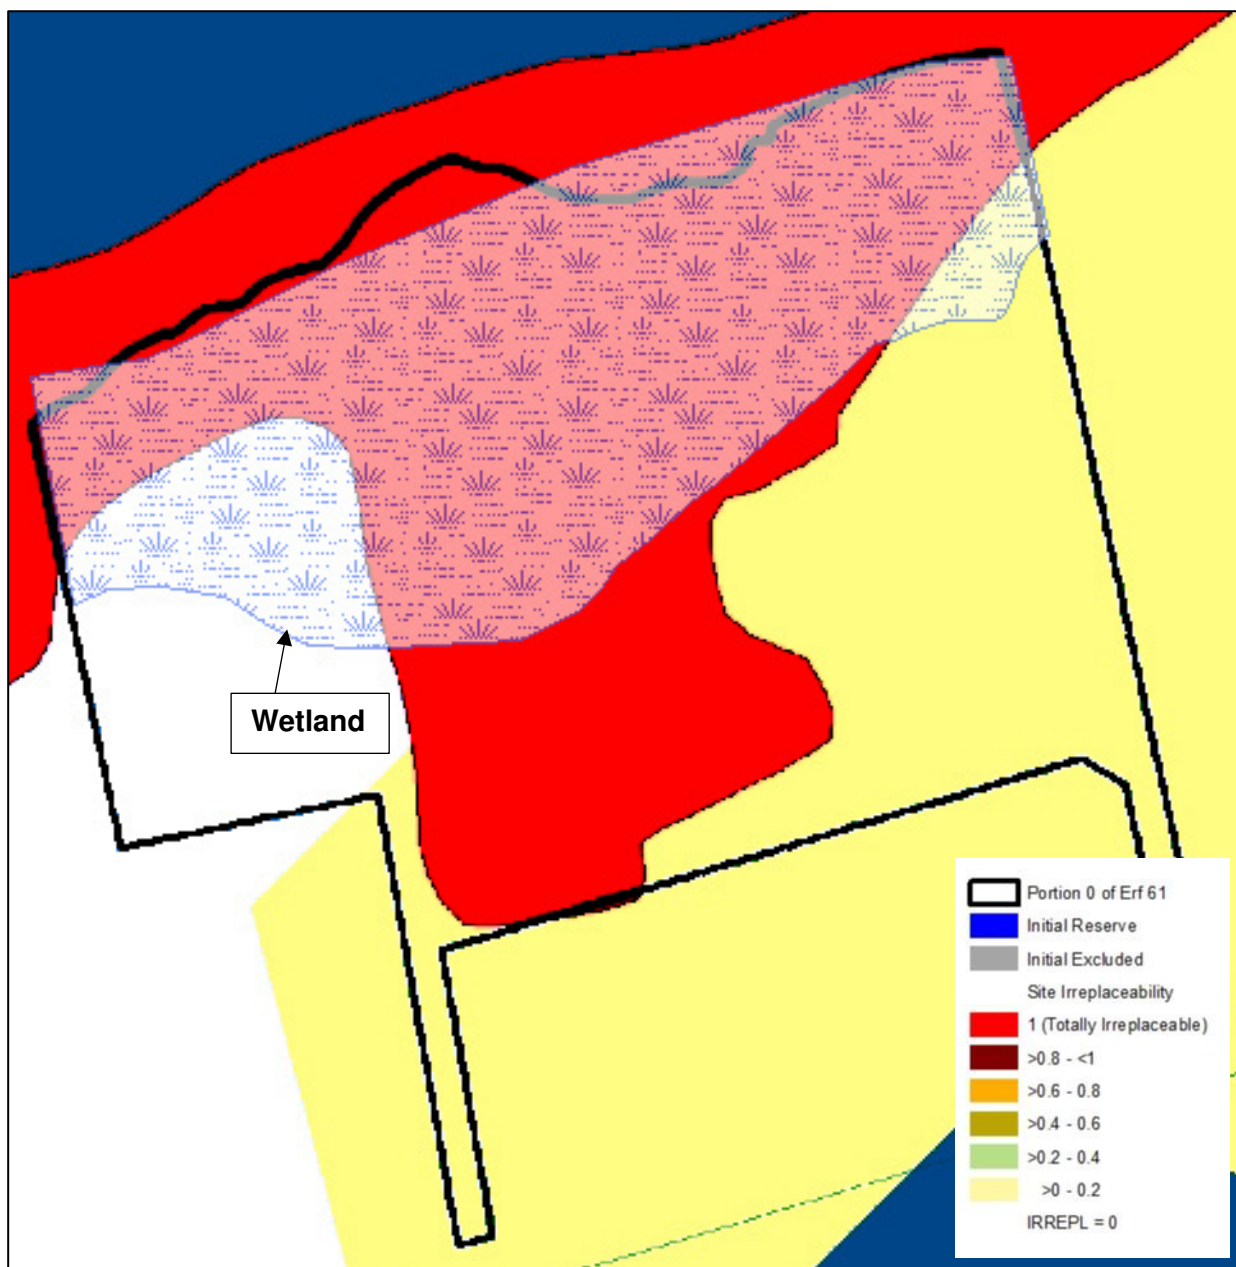 Wetland
Portion 0 of Erf 61
Initial Reserve
Initial Excluded
Site Irreplaceability
1 (Totally Irreplaceable)
>0.8 - <1
>0.6 - 0.8
>0.4 - 0.6
>0.2 - 0.4
>0 - 0.2
IRREPL = 0